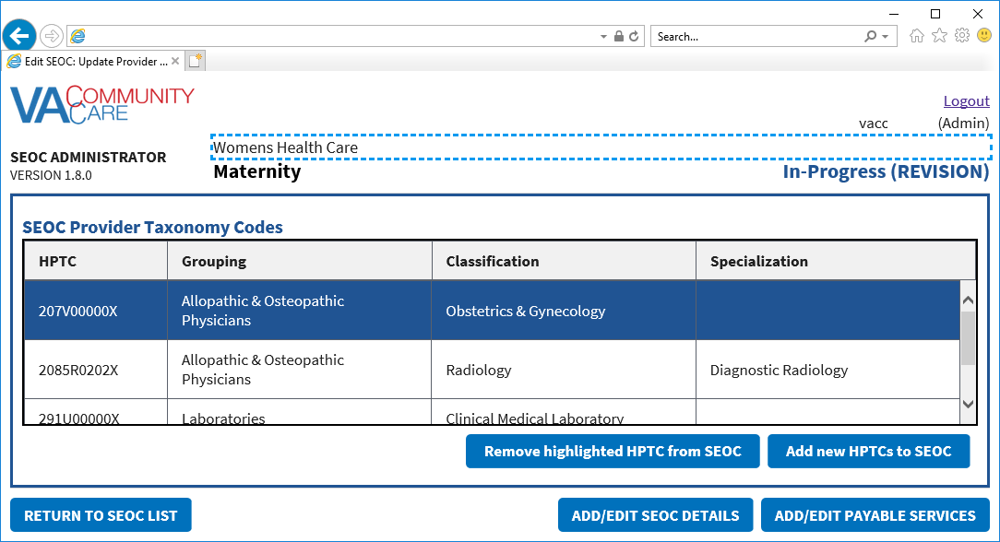 Search...
Edit SEOC: Update Provider ...
VA COMMUNITY CARE
Logout
vacc (Admin)
SEOC ADMINISTRATOR
VERSION 1.8.0
Womens Health Care
Maternity
In-Progress (REVISION)
SEOC Provider Taxonomy Codes
HPTC Grouping Classification Specialization
207V00000X Allopathic & Osteopathic Physicians Obstetrics & Gynecology
2085R0202X Allopathic & Osteopathic Physicians Radiology Diagnostic Radiology
291U00000X Laboratories Clinical Medical Laboratory
Remove highlighted HPTC from SEOC Add new HPTCs to SEOC
RETURN TO SEOC LIST ADD/EDIT SEOC DETAILS ADD/EDIT PAYABLE SERVICES